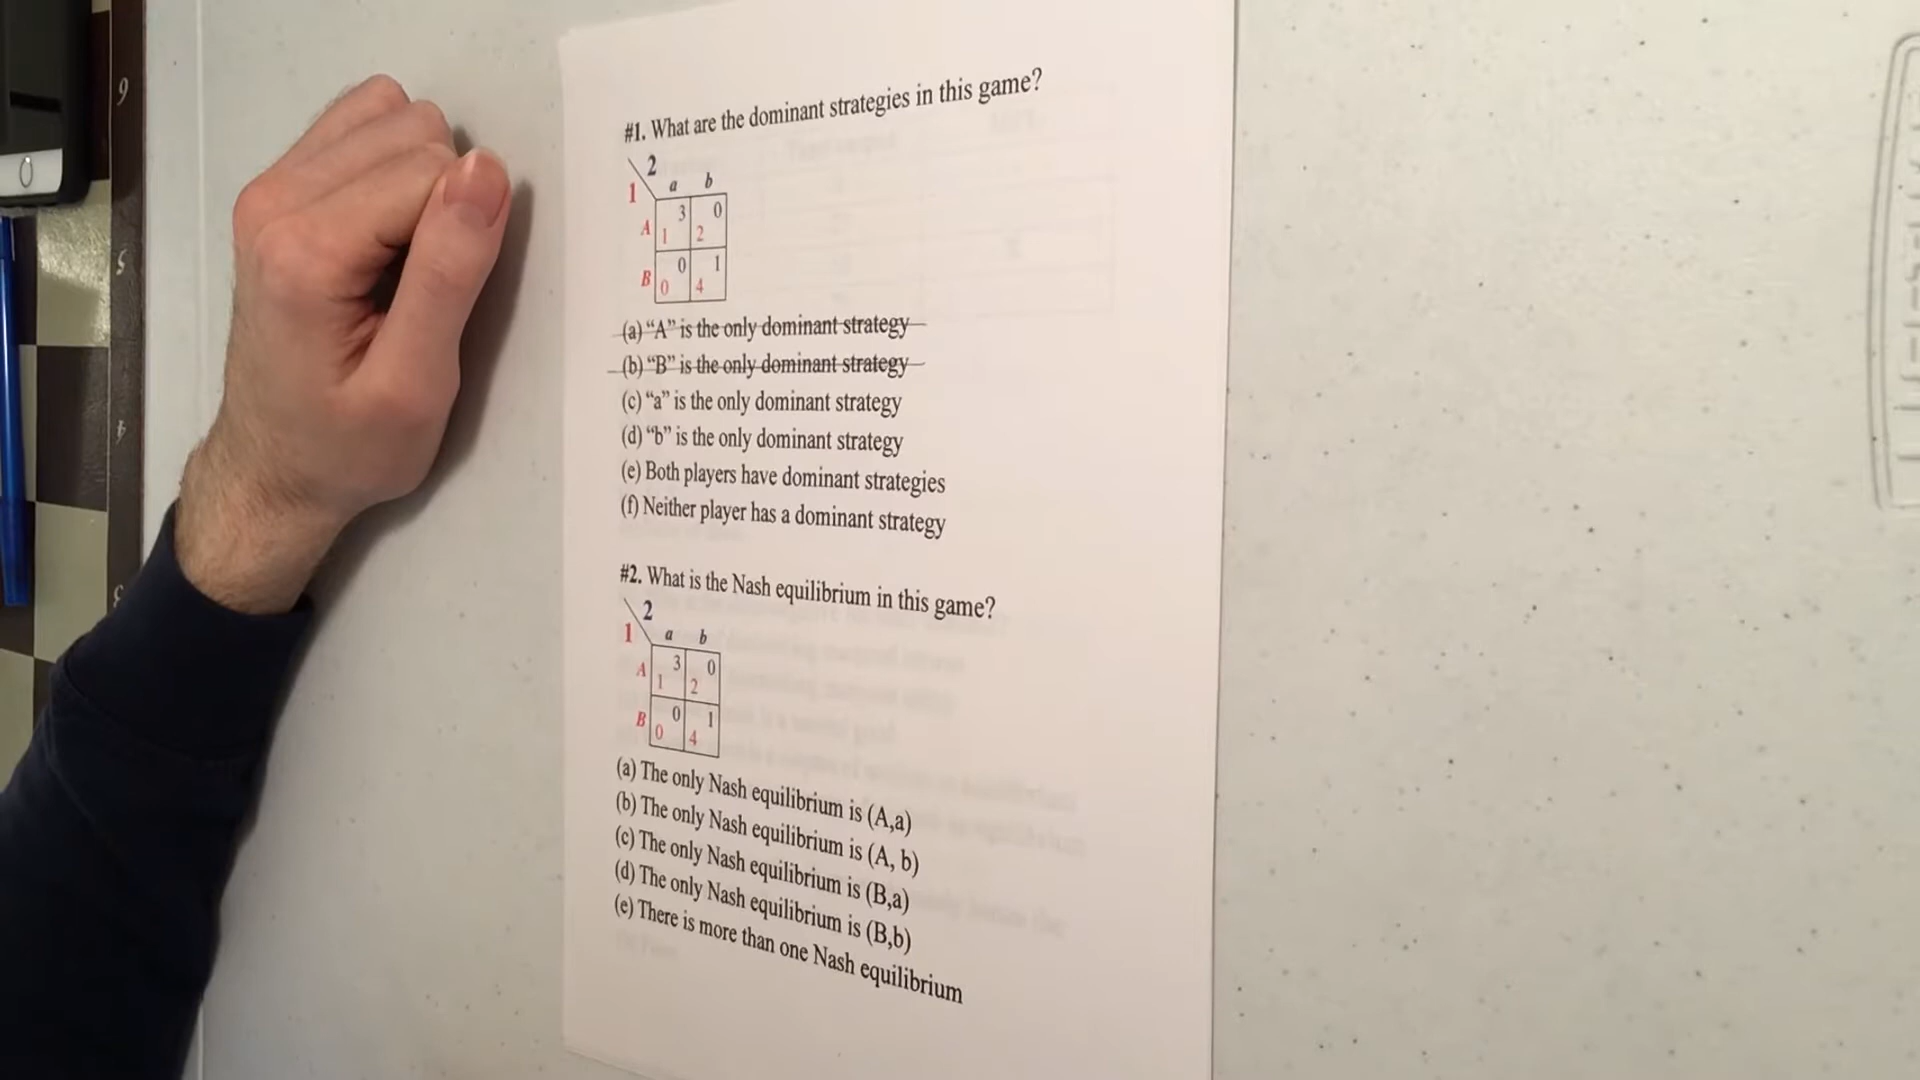 #1. What are the dominant strategies in this game?
2
1 a b
3 0
A 1 2
0 1
B 0 4
(a) “A” is the only dominant strategy
(b) “B” is the only dominant strategy
(c) “a” is the only dominant strategy
(d) “b” is the only dominant strategy
(e) Both players have dominant strategies
(f) Neither player has a dominant strategy
#2. What is the Nash equilibrium in this game?
2
1 a b
3 0
A 1 2
0 1
B 0 4
(a) The only Nash equilibrium is (A,a)
(b) The only Nash equilibrium is (A, b)
(c) The only Nash equilibrium is (B,a)
(d) The only Nash equilibrium is (B,b)
(e) There is more than one Nash equilibrium
6
5
4
3